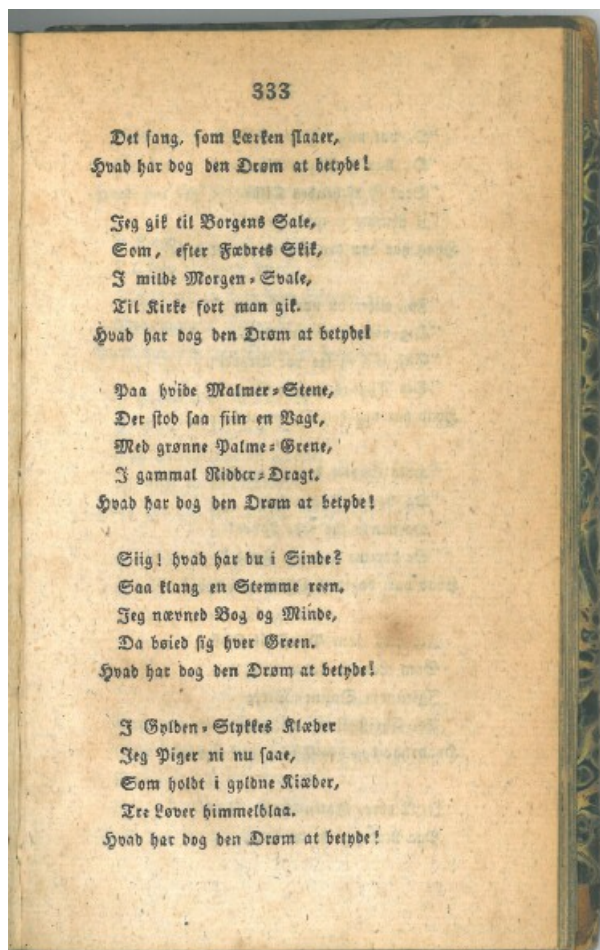 333
Det sang, som Lærken slaaer,
Hvad har dog den Drøm at betyde!
Jeg gik til Borgens Sale,
Som, efter Fædres Skik,
I milde Morgen-Svale,
Til Kirke fort man gik.
Hvad har dog den Drøm at betyde!
Paa hvide Malmer-Stene,
Der stod saa fiin en Vagt,
Med grønne Palme-Grene,
I gammal Ridder-Dragt.
Hvad har dog den Drøm at betyde!
Siig! hvad har du i Sinde?
Saa klang en Stemme reen.
Jeg nævned Bog og Minde,
Da bøied sig hver Green.
Hvad har dog den Drøm at betyde!
I Gylden-Stykkes Klæder
Jeg Piger ni nu saae,
Som holdt i gyldne Kiæder,
Tre Løver himmelblaa.
Hvad har dog den Drøm at betyde!